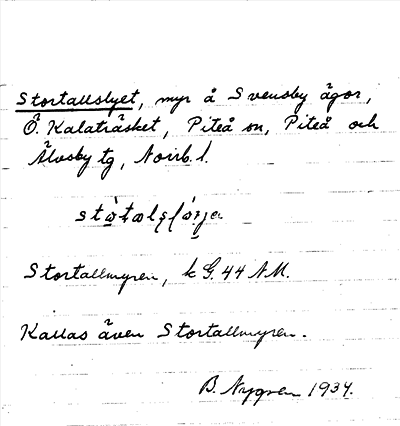 Stortallslyet, myr å Svensby ägor,
Ö. Kalaträsket, Piteå sn, Piteå och
Älvsby tg, Norrb. l.
Stortallmyren, k G. 44 NM.
Kallas även Stortallmyren.
B. Nygren 1934.